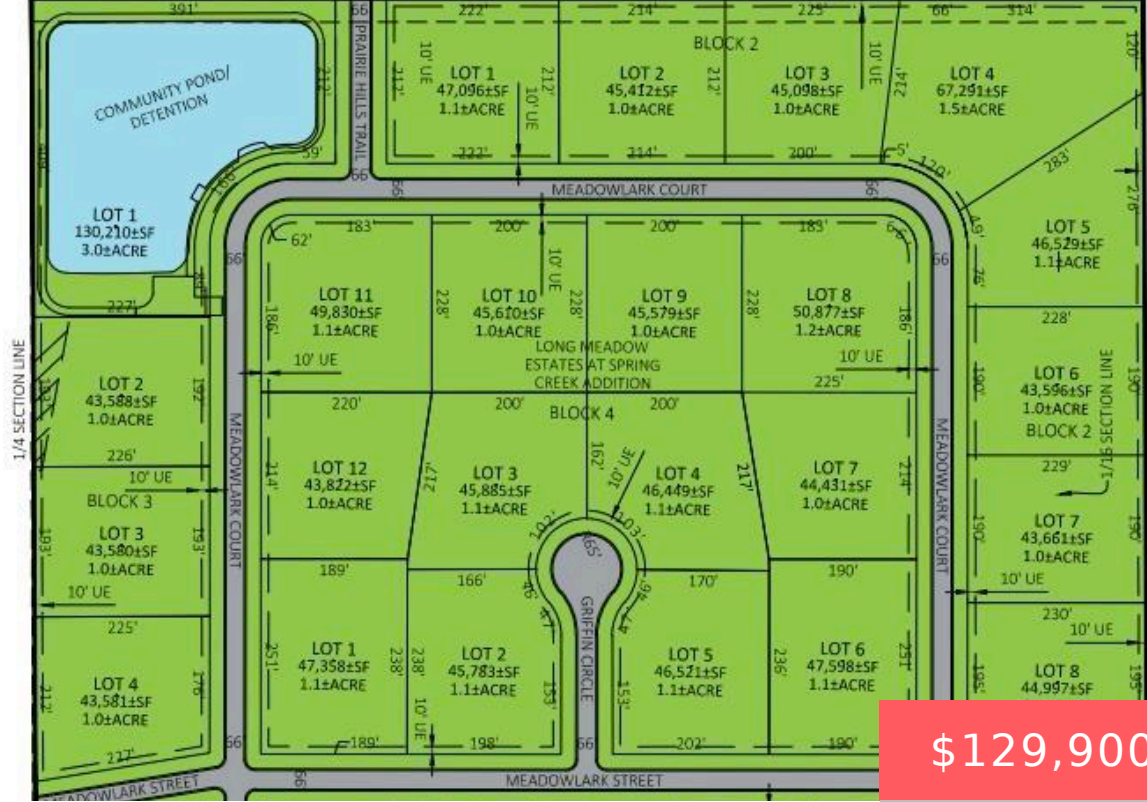 391'
66'
222'
214'
225'
66'
314'
BLOCK 2
120'
10' UE
10' UE
COMMUNITY POND/
DETENTION
212'
PRAIRIE HILLS TRAIL
212'
LOT 1
47,096±SF
1.1±ACRE
212'
10' UE
LOT 2
45,412±SF
1.0±ACRE
212'
LOT 3
45,098±SF
1.0±ACRE
LOT 4
67,291±SF
1.5±ACRE
59'
222'
214'
200'
5'
120'
283'
66'
66'
MEADOWLARK COURT
66'
276'
LOT 1
130,210±SF
3.0±ACRE
62'
183'
200'
200'
183'
49'
LOT 5
46,529±SF
1.1±ACRE
66'
66'
76'
10' UE
227'
186'
LOT 11
49,830±SF
1.1±ACRE
228'
LOT 10
45,610±SF
1.0±ACRE
228'
LOT 9
45,579±SF
1.0±ACRE
228'
LOT 8
50,877±SF
1.2±ACRE
186'
228'
1/4 SECTION LINE
10' UE
LONG MEADOW
ESTATES AT SPRING
CREEK ADDITION
10' UE
225'
LOT 2
43,588±SF
1.0±ACRE
192'
190'
LOT 6
43,596±SF
1.0±ACRE
BLOCK 2
190'
1/16 SECTION LINE
220'
200'
BLOCK 4
200'
226'
10' UE
MEADOWLARK COURT
214'
LOT 12
43,822±SF
1.0±ACRE
217'
LOT 3
45,885±SF
1.1±ACRE
162'
10' UE
LOT 4
46,449±SF
1.1±ACRE
217'
LOT 7
44,431±SF
1.0±ACRE
214'
MEADOWLARK COURT
229'
BLOCK 3
193'
LOT 3
43,580±SF
1.0±ACRE
193'
102'
103'
190'
LOT 7
43,661±SF
1.0±ACRE
190'
10' UE
189'
166'
46'
46'
170'
190'
10' UE
225'
230'
10' UE
47'
GRIFFIN CIRCLE
47'
251'
LOT 1
47,358±SF
1.1±ACRE
238'
238'
LOT 2
45,783±SF
1.1±ACRE
153'
153'
LOT 5
46,521±SF
1.1±ACRE
236'
LOT 6
47,598±SF
1.1±ACRE
251'
195'
LOT 8
44,997±SF
195'
212'
LOT 4
43,581±SF
1.0±ACRE
176'
10' UE
227'
66'
189'
198'
66'
202'
190'
$129,900
MEADOWLARK STREET
66'
MEADOWLARK STREET